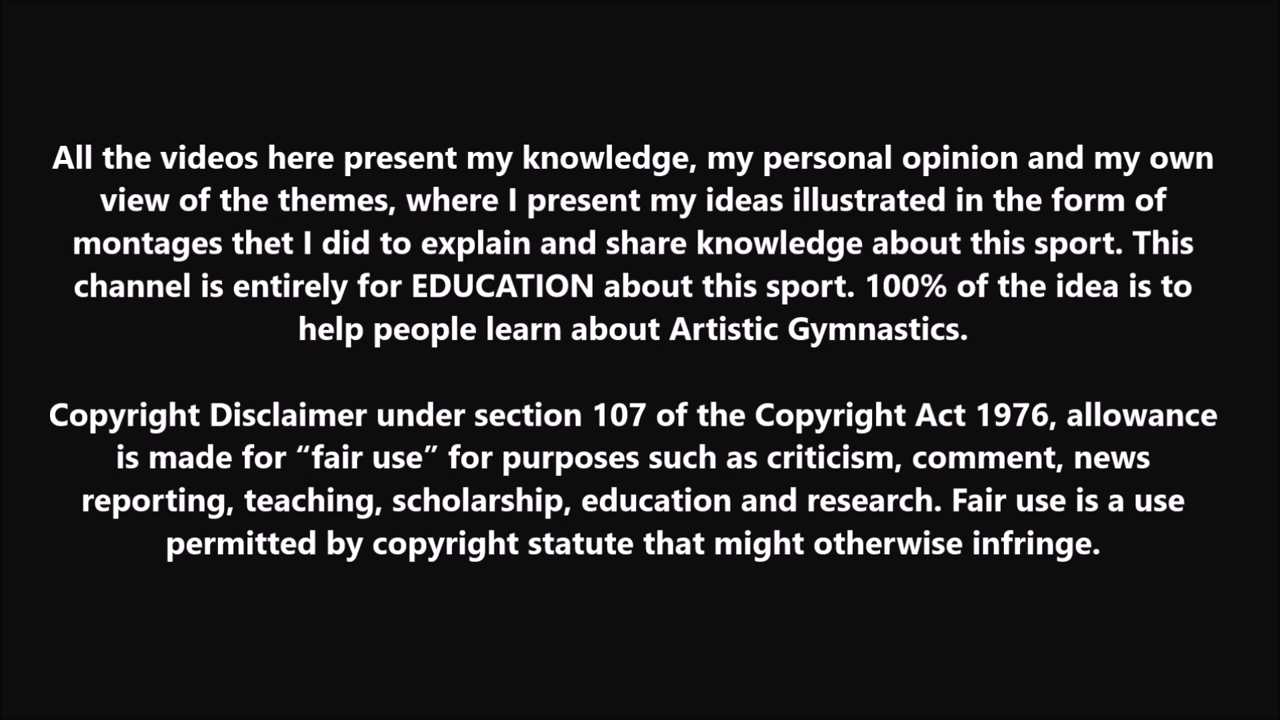 All the videos here present my knowledge, my personal opinion and my own
view of the themes, where I present my ideas illustrated in the form of
montages thet I did to explain and share knowledge about this sport. This
channel is entirely for EDUCATION about this sport. 100% of the idea is to
help people learn about Artistic Gymnastics.
Copyright Disclaimer under section 107 of the Copyright Act 1976, allowance
is made for “fair use” for purposes such as criticism, comment, news
reporting, teaching, scholarship, education and research. Fair use is a use
permitted by copyright statute that might otherwise infringe.